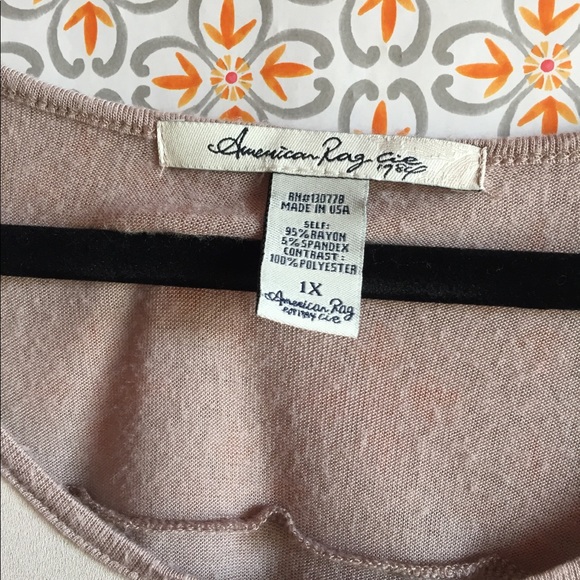 American Rag Cie
1984
RN#130778
MADE IN USA
SELF:
95% RAYON
5% SPANDEX
CONTRAST:
100% POLYESTER
1X
American Rag
EST 1984 Cie